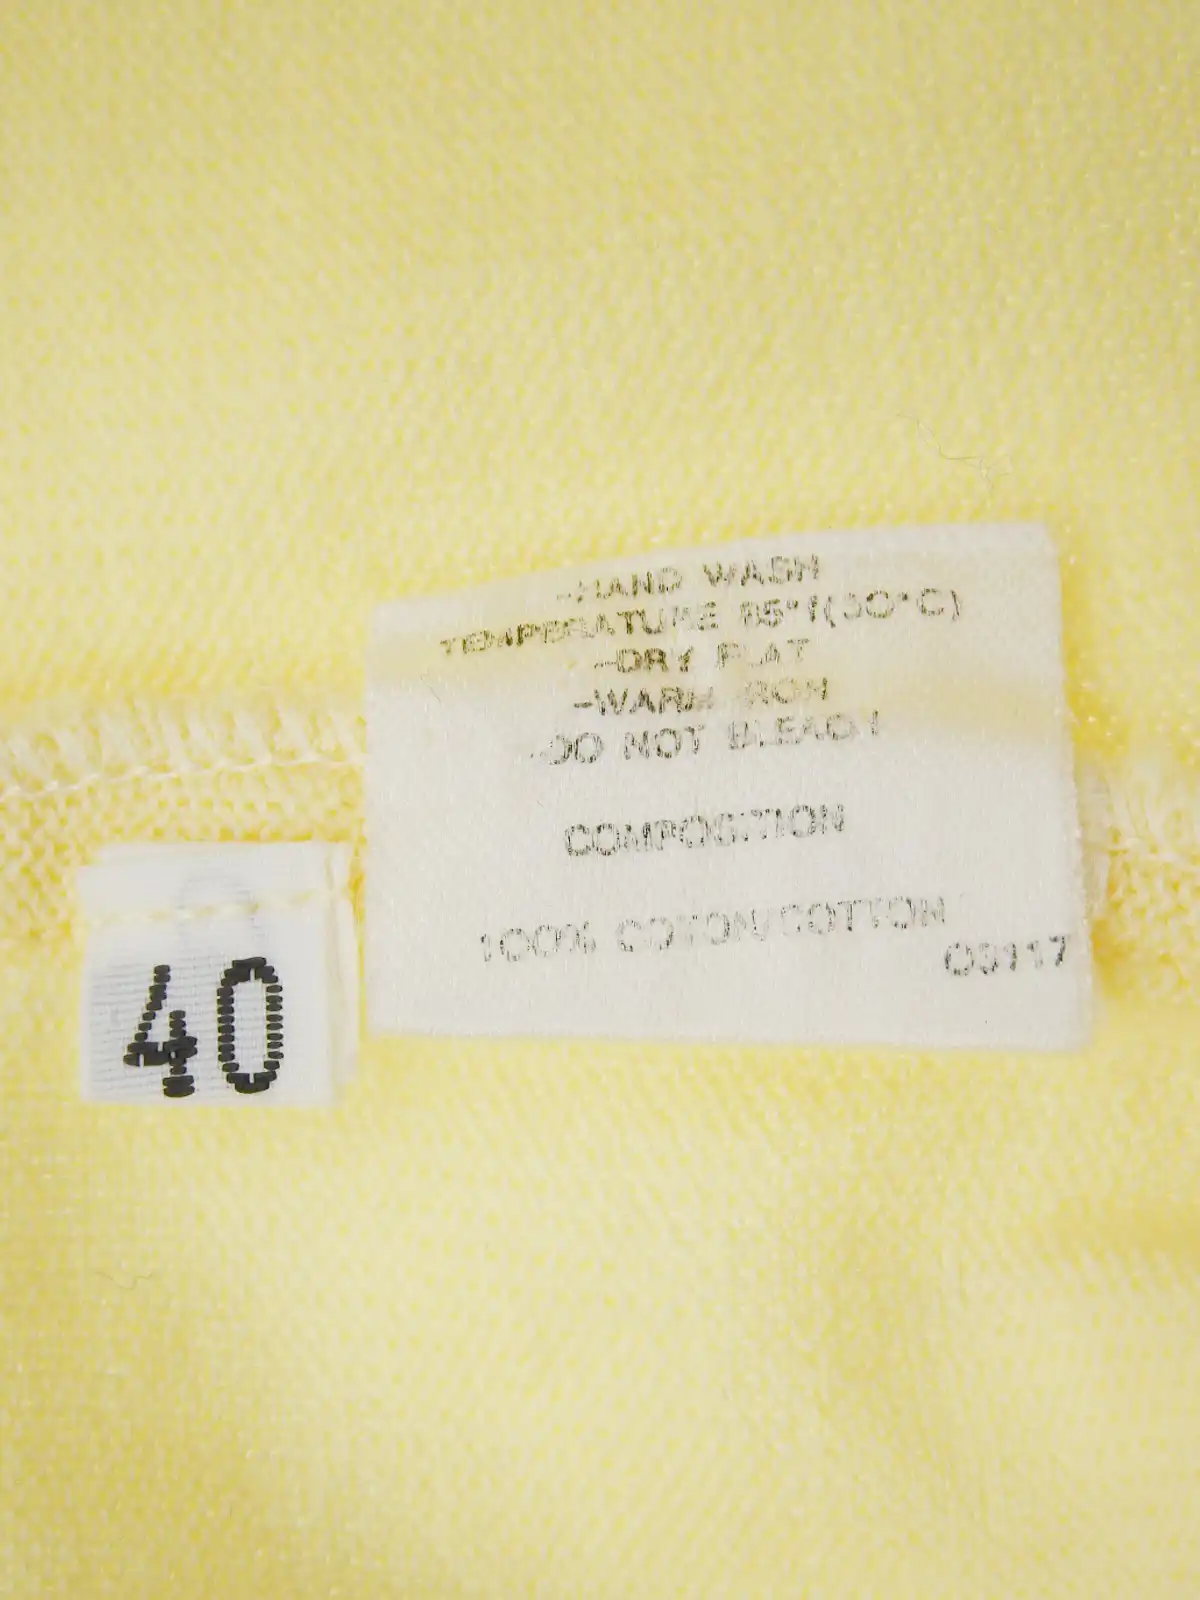 -HAND WASH
TEMPERATURE 85°F(30°C)
-DRY FLAT
-WARM IRON
-DO NOT BLEACH
COMPOSITION
100% COTON/COTTON
03117
40